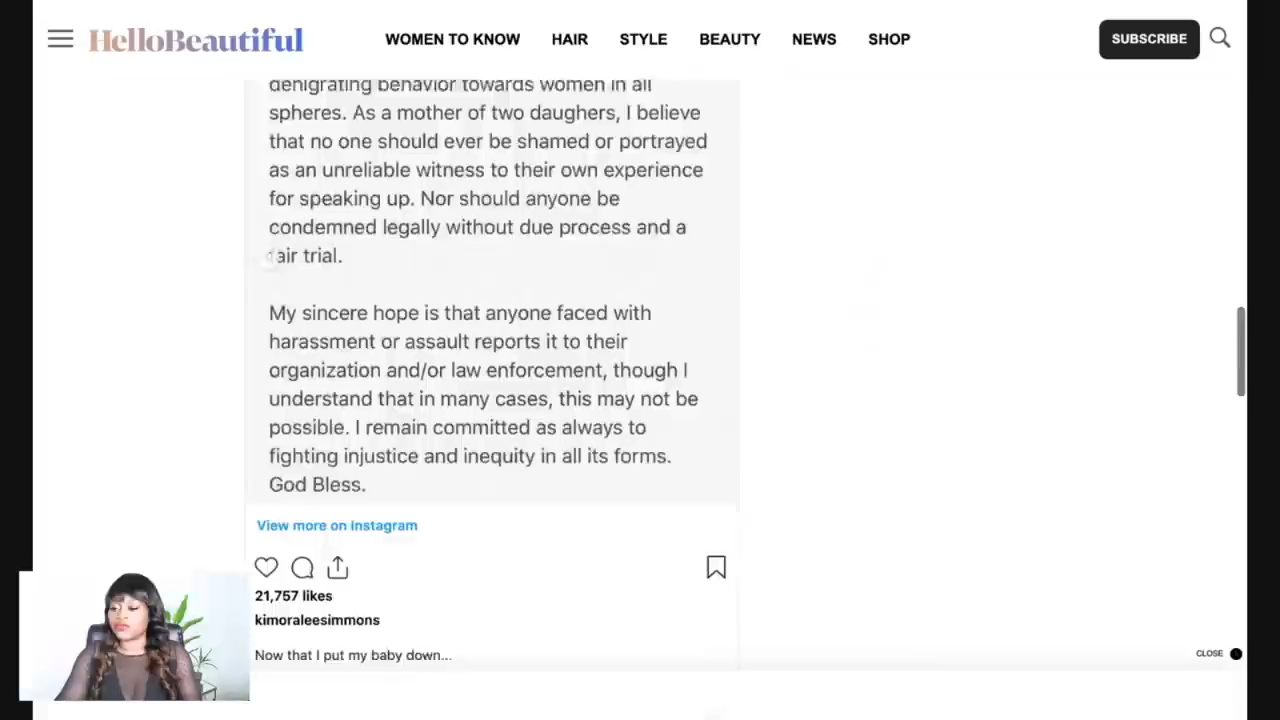 HelloBeautiful
WOMEN TO KNOW HAIR STYLE BEAUTY NEWS SHOP
SUBSCRIBE
denigrating behavior towards women in all
spheres. As a mother of two daughers, I believe
that no one should ever be shamed or portrayed
as an unreliable witness to their own experience
for speaking up. Nor should anyone be
condemned legally without due process and a
fair trial.
My sincere hope is that anyone faced with
harassment or assault reports it to their
organization and/or law enforcement, though I
understand that in many cases, this may not be
possible. I remain committed as always to
fighting injustice and inequity in all its forms.
God Bless.
View more on Instagram
21,757 likes
kimoraleesimmons
Now that I put my baby down...
CLOSE